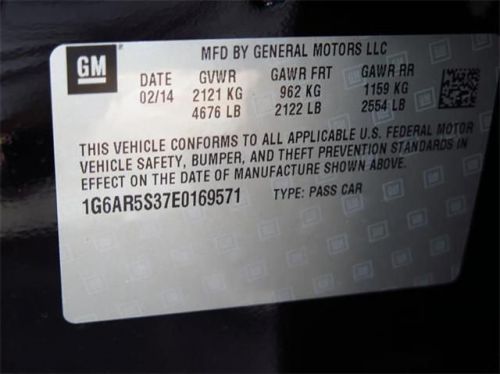 GM
MFD BY GENERAL MOTORS LLC
DATE GVWR GAWR FRT GAWR RR
02/14 2121 KG 962 KG 1159 KG
4676 LB 2122 LB 2554 LB
THIS VEHICLE CONFORMS TO ALL APPLICABLE U.S. FEDERAL MOTOR
VEHICLE SAFETY, BUMPER, AND THEFT PREVENTION STANDARDS IN
EFFECT ON THE DATE OF MANUFACTURE SHOWN ABOVE.
1G6AR5S37E0169571 TYPE: PASS CAR